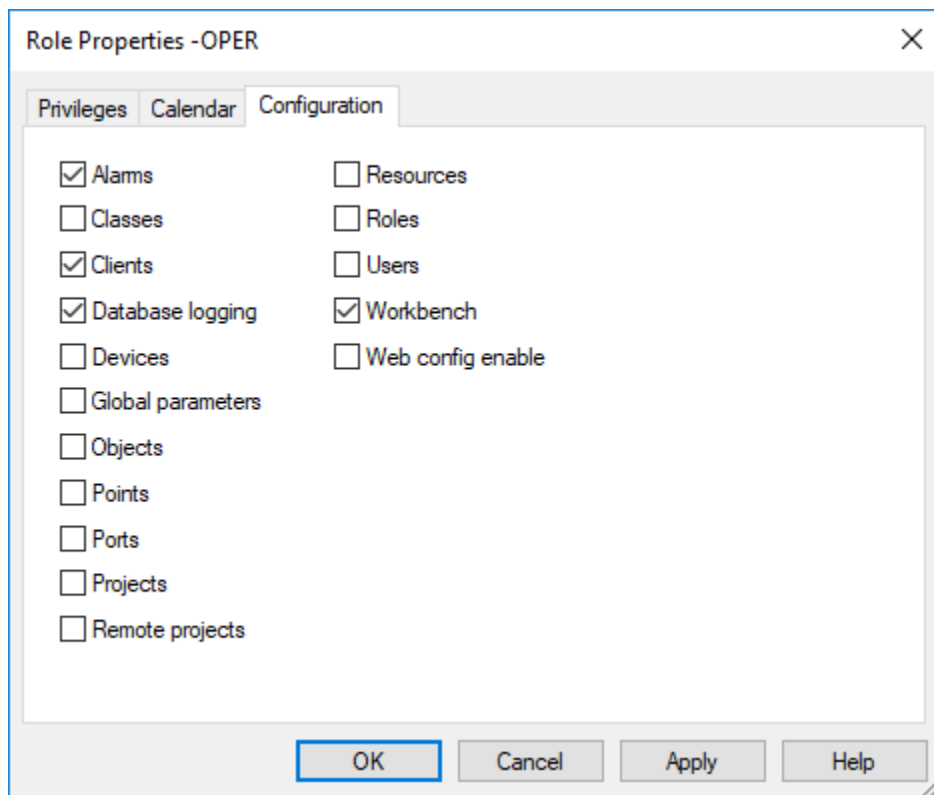 Role Properties -OPER
Privileges Calendar Configuration
Alarms
Classes
Clients
Database logging
Devices
Global parameters
Objects
Points
Ports
Projects
Remote projects
Resources
Roles
Users
Workbench
Web config enable
OK Cancel Apply Help